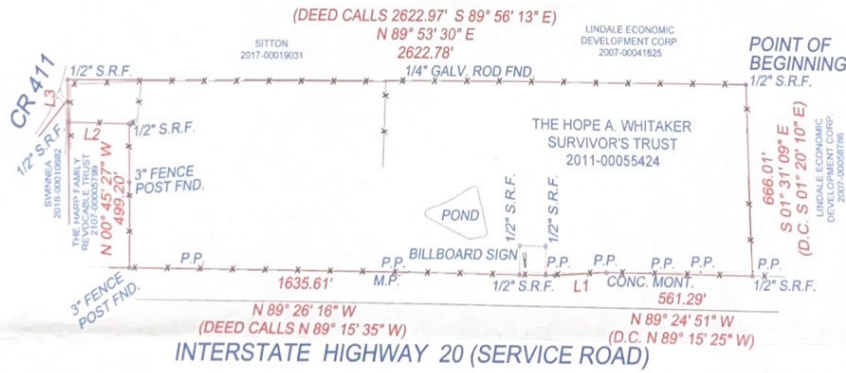 (DEED CALLS 2622.97' S 89° 56' 13" E)
N 89° 53' 30" E
2622.78'
SITTON
2017-00019031
LINDALE ECONOMIC
DEVELOPMENT CORP.
2007-00041825
POINT OF
BEGINNING
1/2" S.R.F.
1/2" S.R.F.
1/4" GALV. ROD FND.
CR 411
L3
L2
1/2" S.R.F.
1/2" S.R.F.
SWINNEA
2018-00010692
THE HARP FAMILY
REVOCABLE TRUST
2107-00005799
N 00° 45' 27" W
499.20'
3" FENCE
POST FND.
THE HOPE A. WHITAKER
SURVIVOR'S TRUST
2011-00055424
666.01'
S 01° 31' 09" E
(D.C. S 01° 20' 10" E)
LINDALE ECONOMIC
DEVELOPMENT CORP.
2007-00058786
POND
1/2" S.R.F.
1/2" S.R.F.
BILLBOARD SIGN
P.P.
P.P.
P.P.
P.P.
P.P.
P.P.
P.P.
M.P.
1/2" S.R.F.
L1
CONC. MONT.
1/2" S.R.F.
3" FENCE
POST FND.
1635.61'
561.29'
N 89° 26' 16" W
(DEED CALLS N 89° 15' 35" W)
N 89° 24' 51" W
(D.C. N 89° 15' 25" W)
INTERSTATE HIGHWAY 20 (SERVICE ROAD)